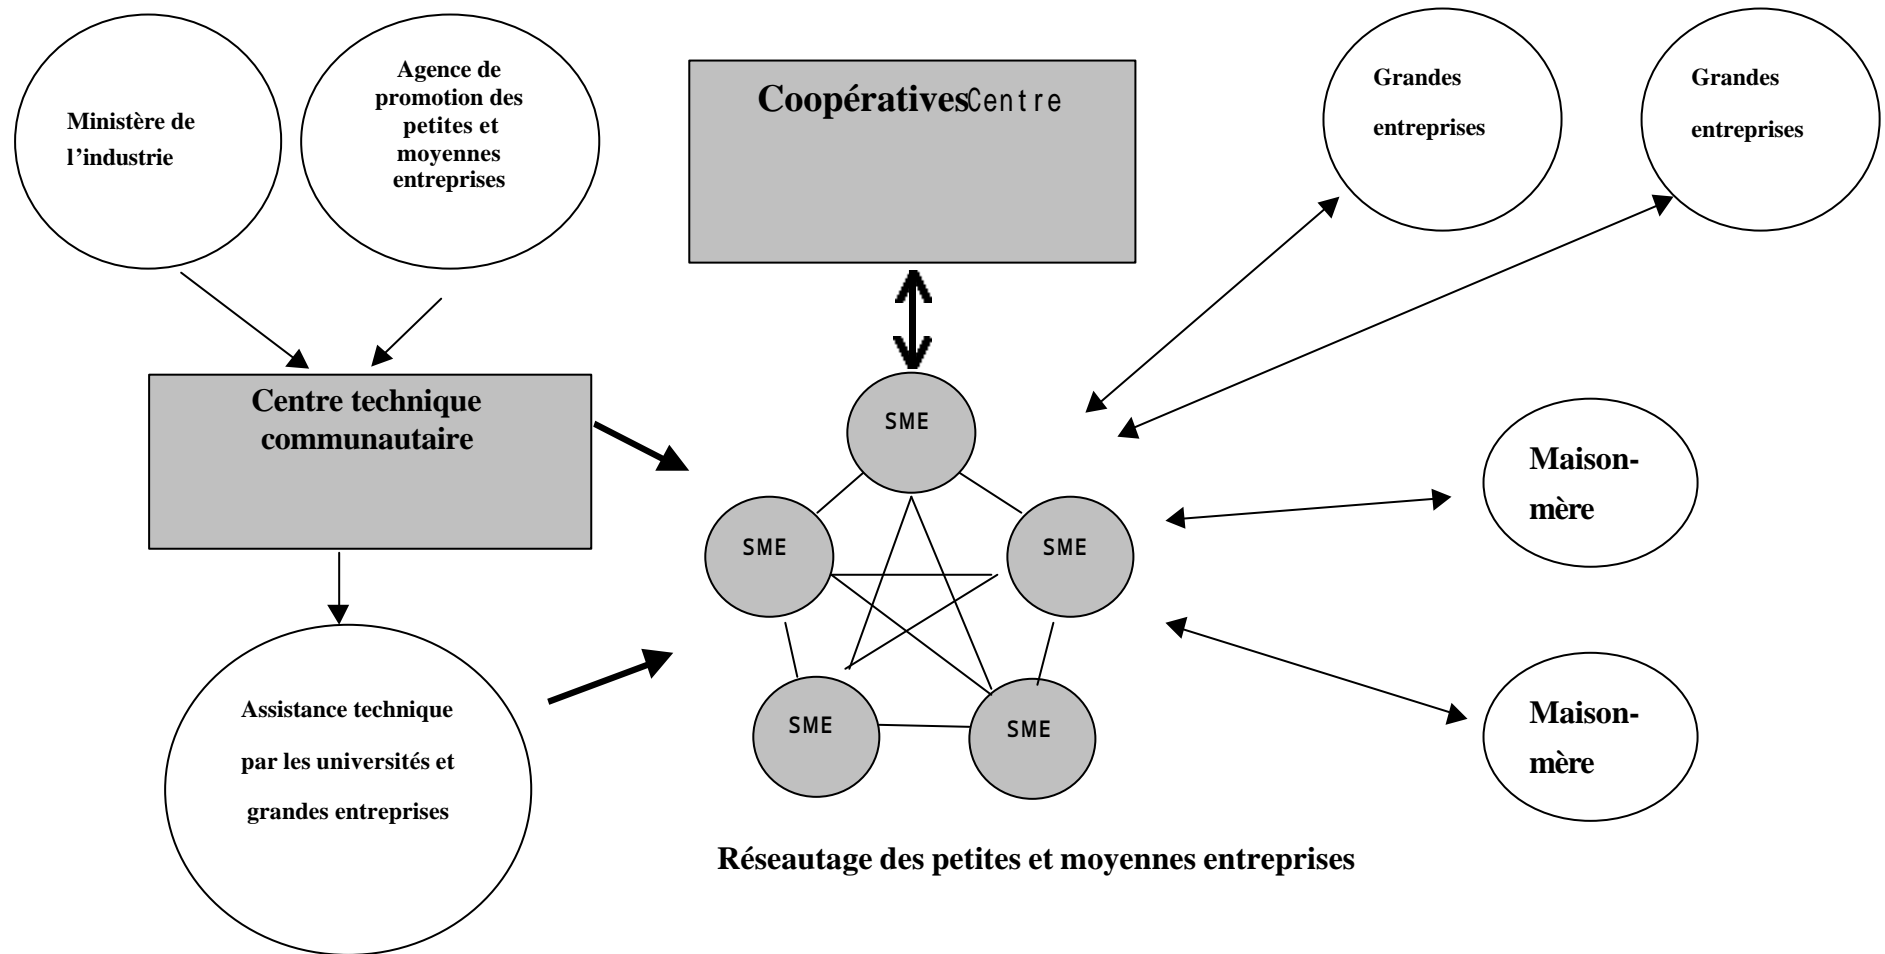 Ministère de
l'industrie
Agence de
promotion des
petites et
moyennes
entreprises
CoopérativesCentre
Grandes
entreprises
Grandes
entreprises
Centre technique
communautaire
SME
SME
SME
SME
SME
Maison-
mère
Maison-
mère
Assistance technique
par les universités et
grandes entreprises
Réseautage des petites et moyennes entreprises